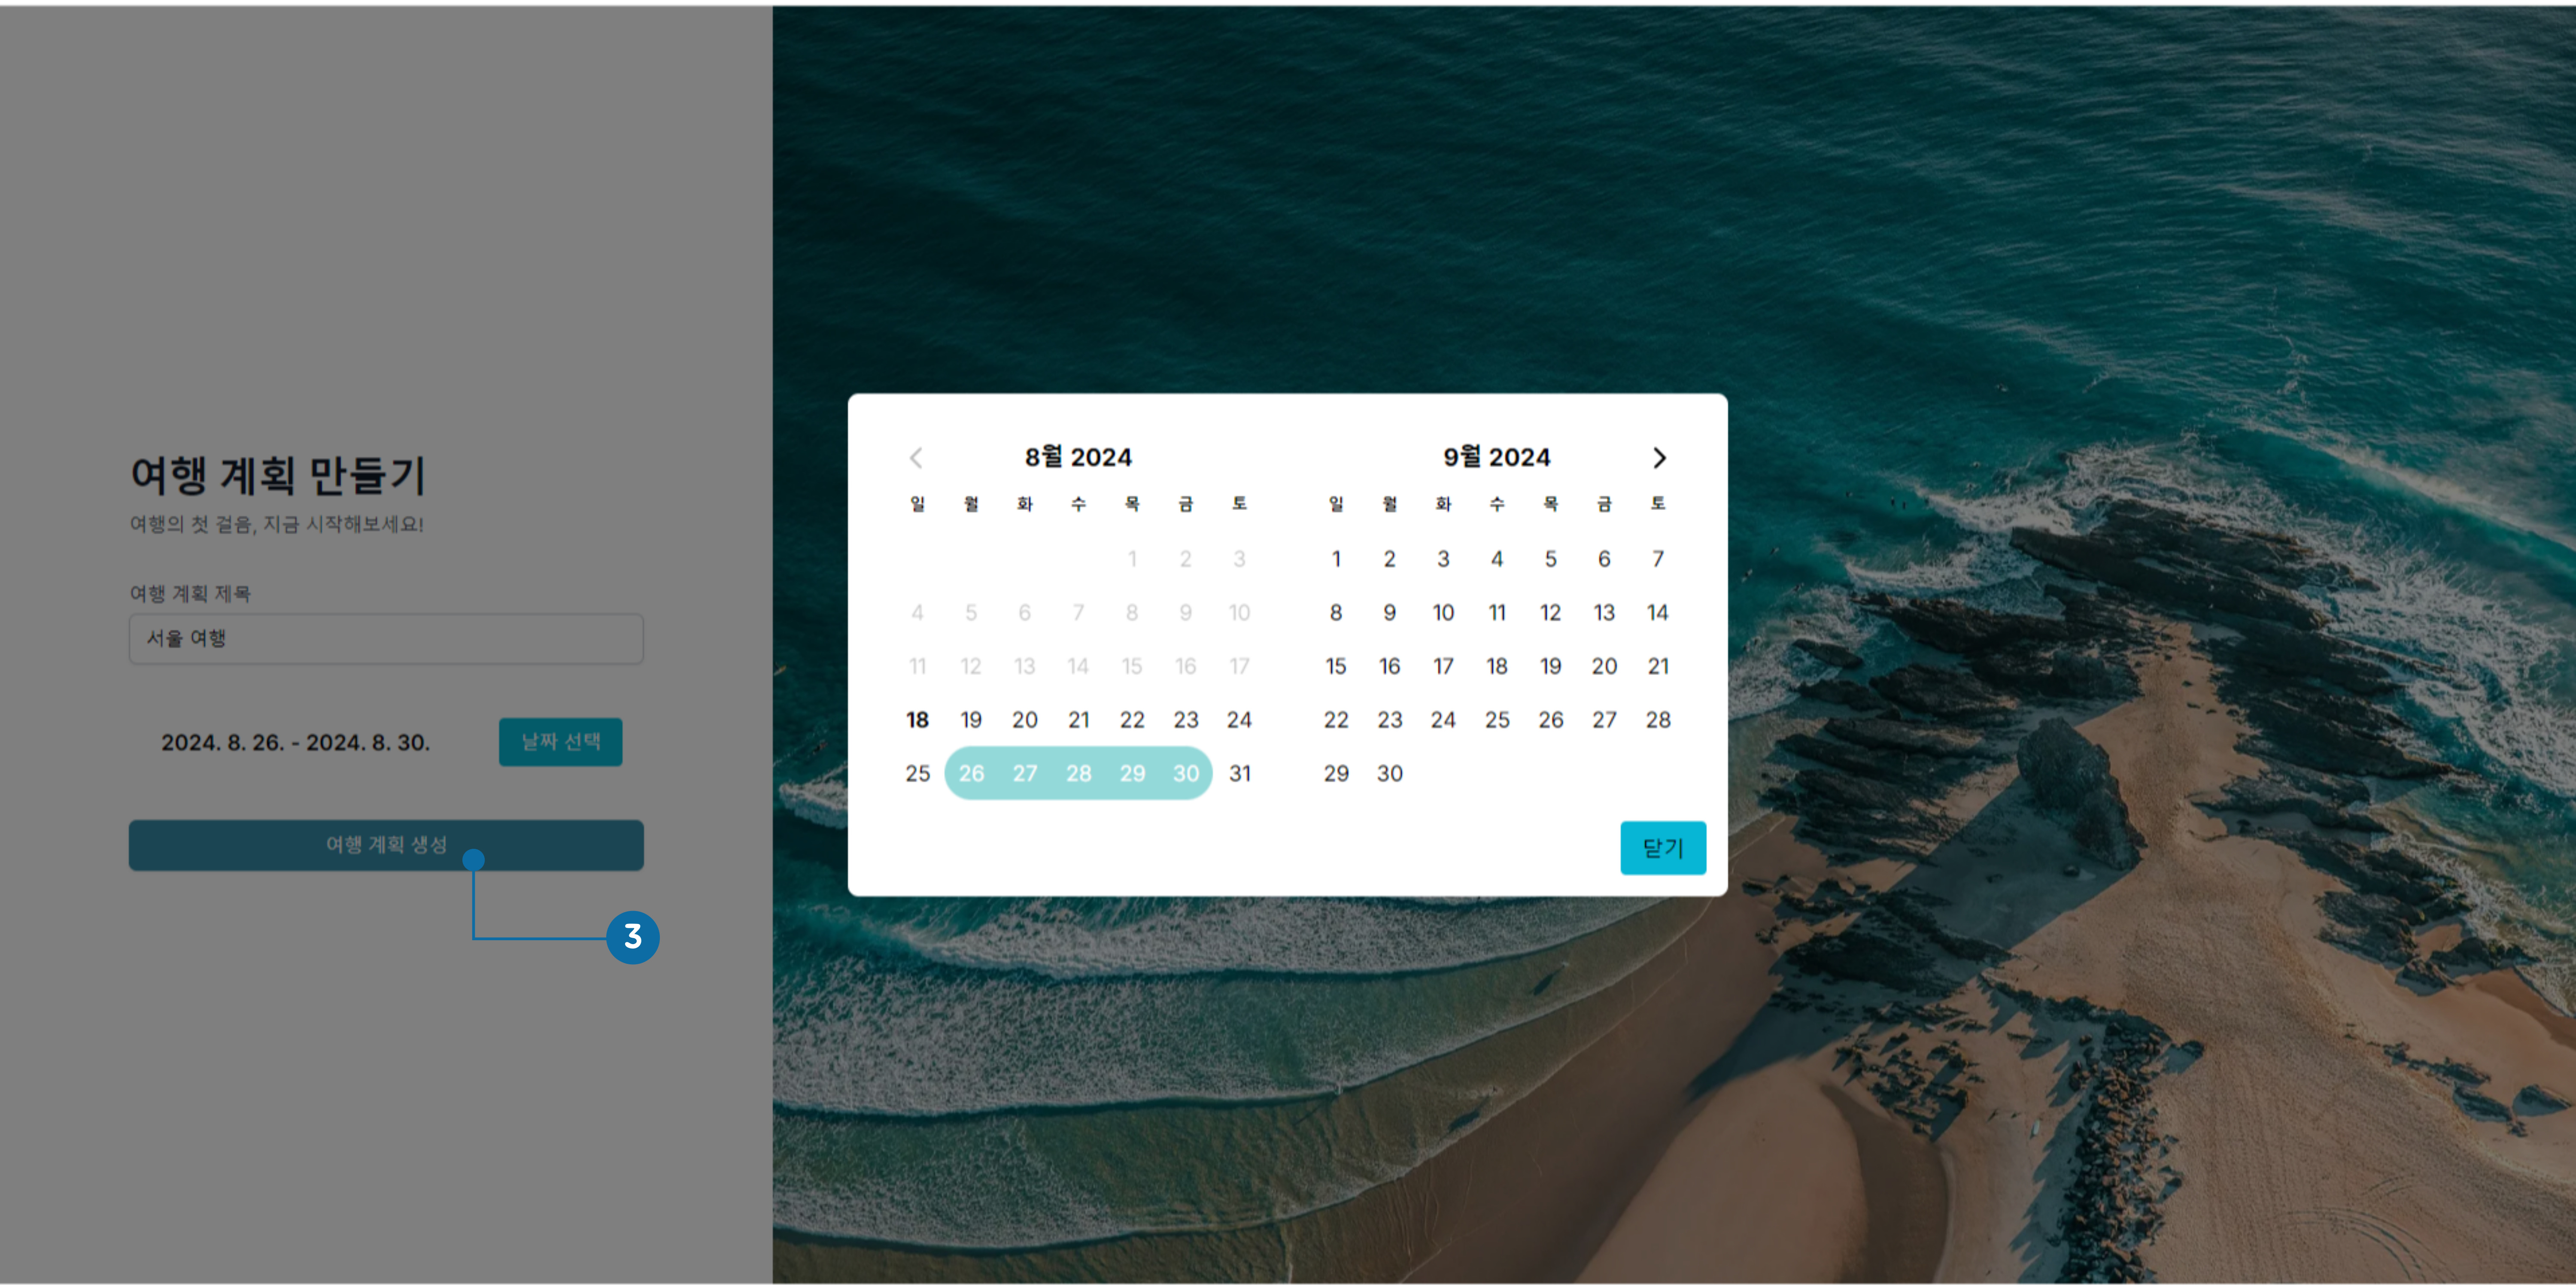 여행 계획 만들기
여행의 첫 걸음, 지금 시작해보세요!
여행 계획 제목
서울 여행
2024. 8. 26. - 2024. 8. 30.
날짜 선택
여행 계획 생성
3
8월 2024
일 월 화 수 목 금 토
1 2 3
4 5 6 7 8 9 10
11 12 13 14 15 16 17
18 19 20 21 22 23 24
25 26 27 28 29 30 31
9월 2024
일 월 화 수 목 금 토
1 2 3 4 5 6 7
8 9 10 11 12 13 14
15 16 17 18 19 20 21
22 23 24 25 26 27 28
29 30
닫기